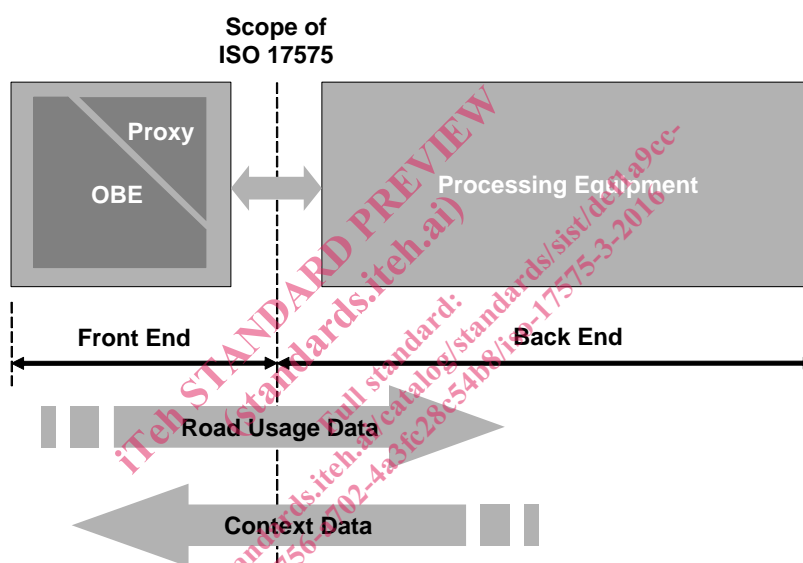 Scope of
ISO 17575
Proxy
OBE
Processing Equipment
Front End
Back End
Road Usage Data
Context Data
iTeh STANDARD PREVIEW
(standards.iteh.ai)
Full standard: